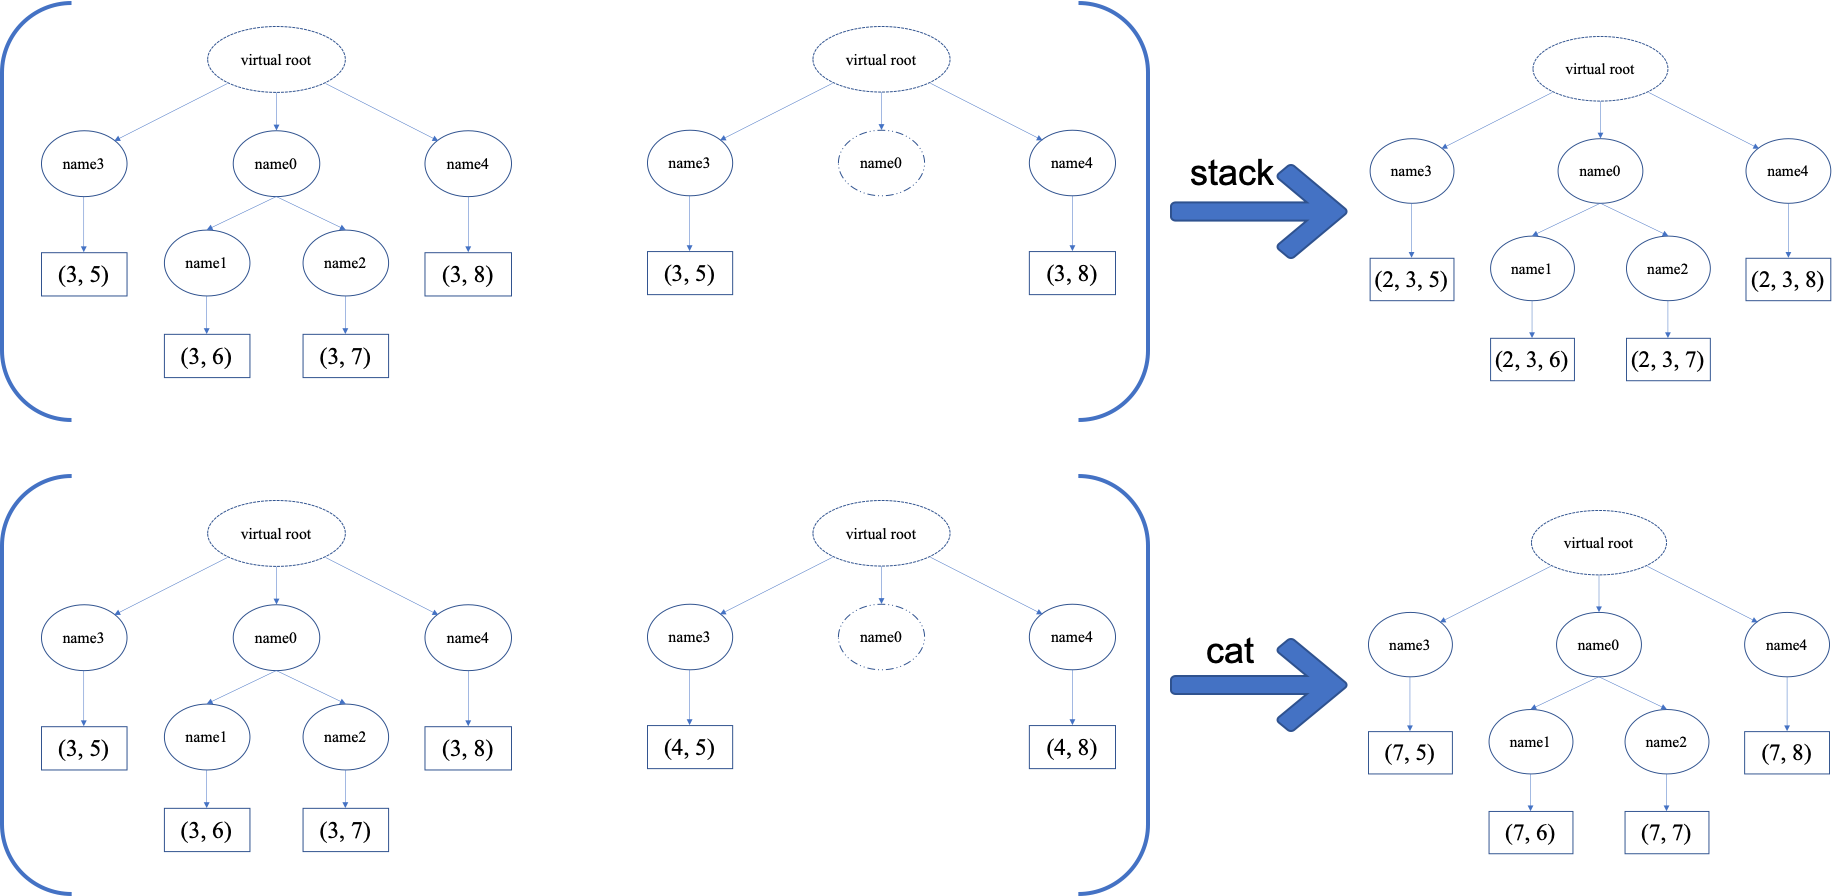 virtual root
virtual root
virtual root
name3
name0
name4
name3
name0
name4
stack
name3
name0
name4
name1
name2
(3, 5)
(3, 8)
(3, 5)
(3, 8)
name1
name2
(2, 3, 5)
(2, 3, 8)
(3, 6)
(3, 7)
(2, 3, 6)
(2, 3, 7)
virtual root
virtual root
virtual root
name3
name0
name4
name3
name0
name4
cat
name3
name0
name4
name1
name2
(3, 5)
(3, 8)
(4, 5)
(4, 8)
name1
name2
(7, 5)
(7, 8)
(3, 6)
(3, 7)
(7, 6)
(7, 7)